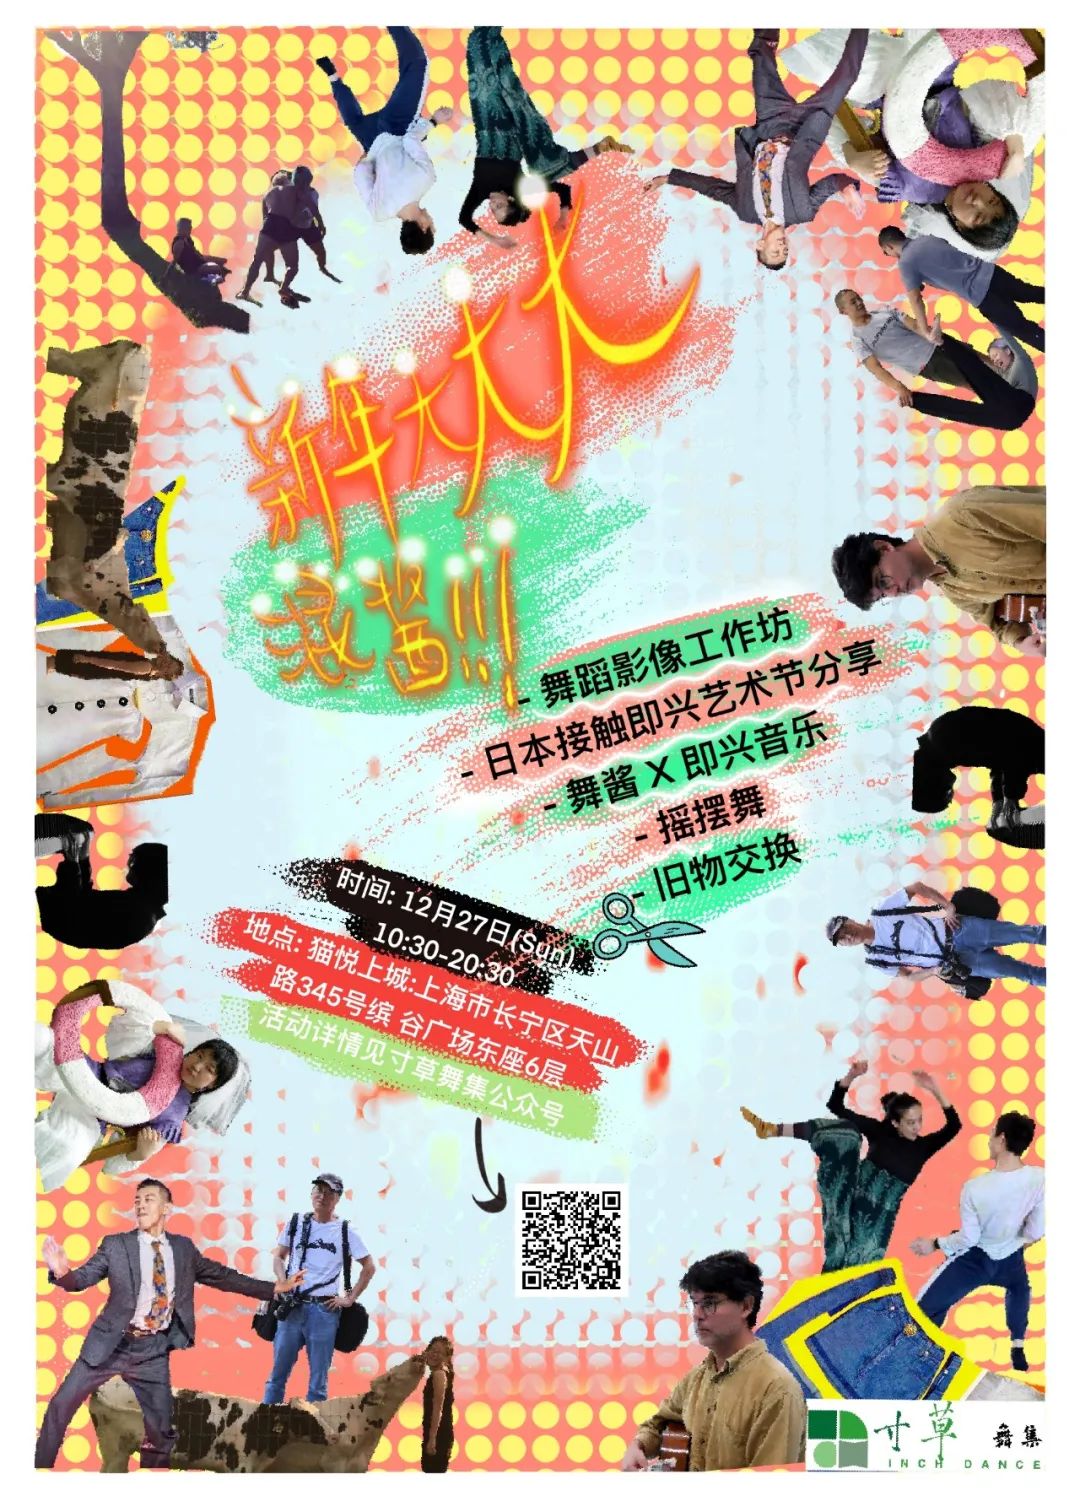 新年大大大
滚酱!!!
- 舞蹈影像工作坊
- 日本接触即兴艺术节分享
- 舞酱 X 即兴音乐
- 摇摆舞
- 旧物交换
时间: 12月27日(Sun)
10:30-20:30
地点: 猫悦上城:上海市长宁区天山
路345号缤 谷广场东座6层
活动详情见寸草舞集公众号
寸草 舞集
INCH DANCE